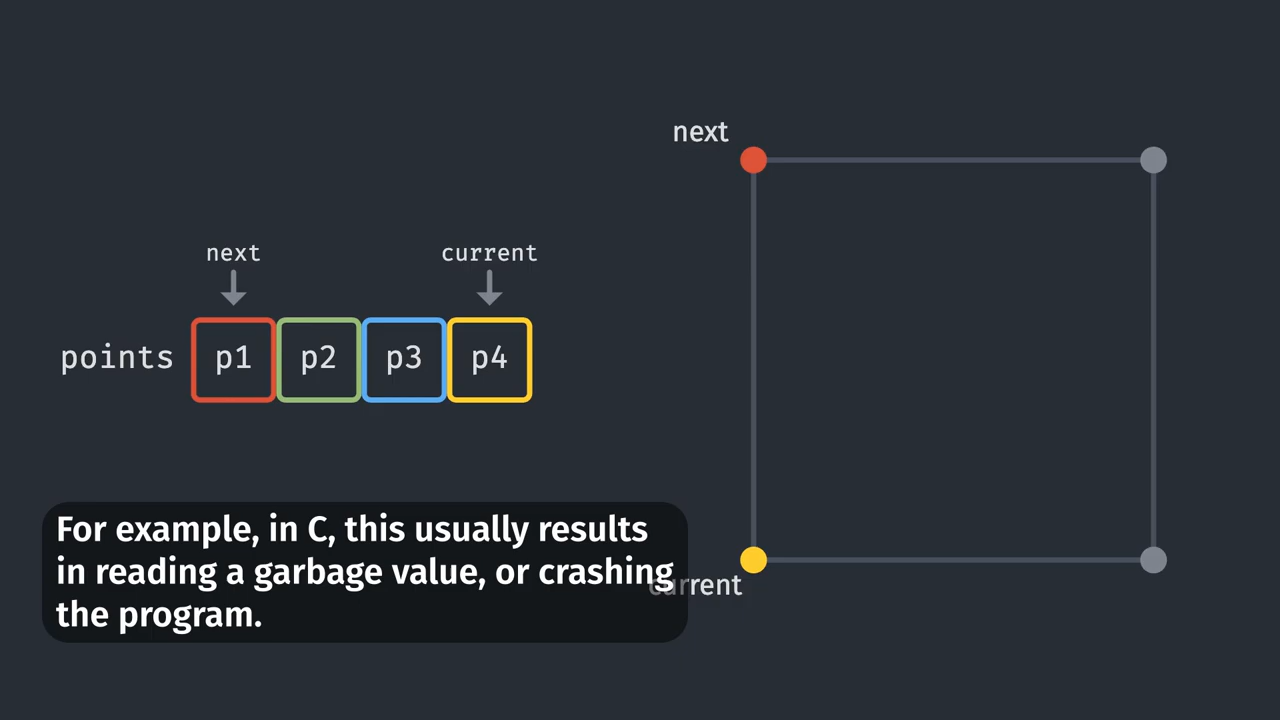 next
next
current
points
p1
p2
p3
p4
For example, in C, this usually results
in reading a garbage value, or crashing
the program.
current